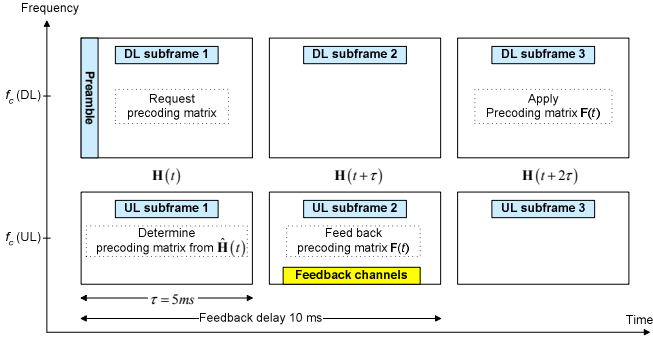 Frequency
DL subframe 1
DL subframe 2
DL subframe 3
Preamble
f_c (DL)
Request
precoding matrix
Apply
Precoding matrix F(t)
H(t)
H(t+τ)
H(t+2τ)
UL subframe 1
UL subframe 2
UL subframe 3
f_c (UL)
Determine
precoding matrix from Ĥ(t)
Feed back
precoding matrix F(t)
Feedback channels
τ = 5ms
Feedback delay 10 ms
Time